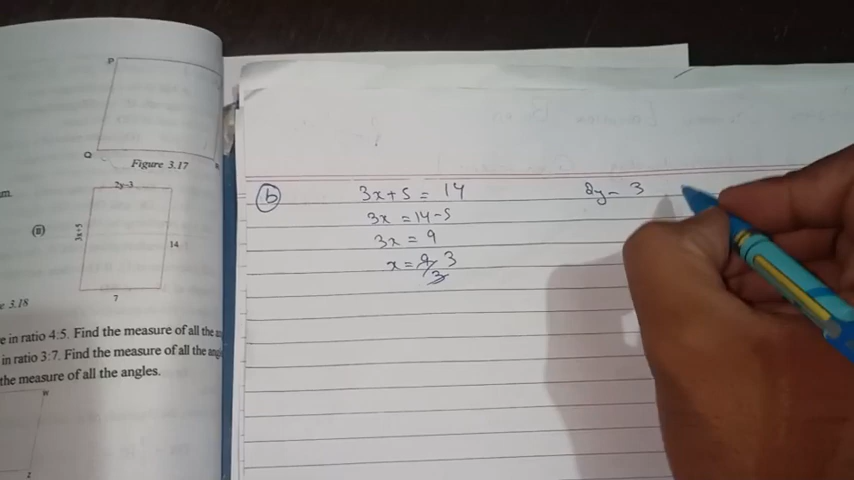 P
Q
Figure 3.17
m.
2y-3
(ii)
3x+5
14
7
e 3.18
e in ratio 4:5. Find the measure of all the
in ratio 3:7. Find the measure of all the
the measure of all the angles.
W
b 3x+5 = 14 2y- 3
3x = 14-5
3x = 9
x = 9/3 3